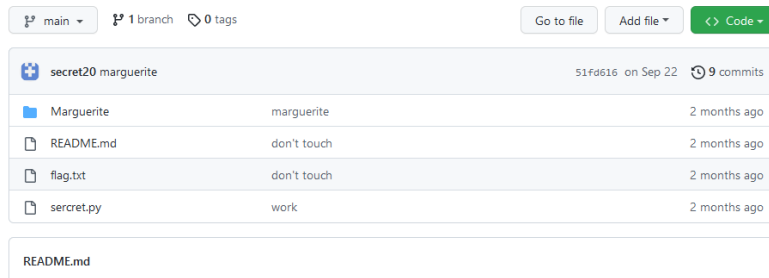 main 1 branch 0 tags Go to file Add file Code
secret20 marguerite 51fd616 on Sep 22 9 commits
Marguerite marguerite 2 months ago
README.md don't touch 2 months ago
flag.txt don't touch 2 months ago
sercret.py work 2 months ago
README.md